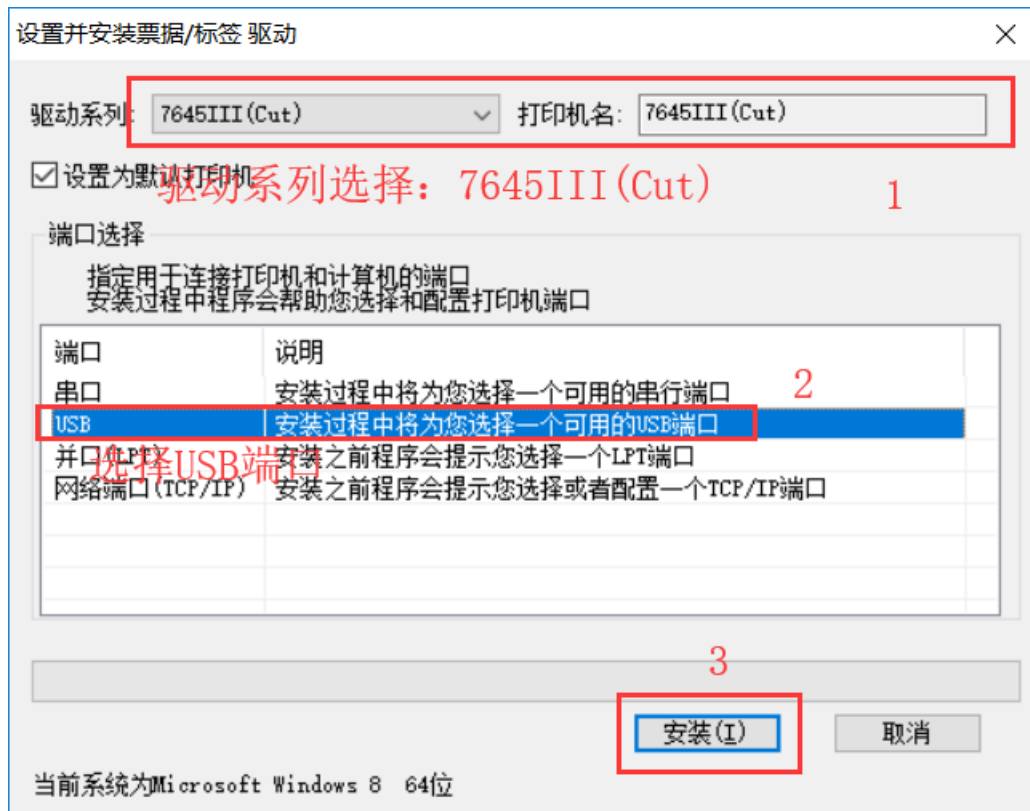 设置并安装票据/标签 驱动
驱动系列: 7645III(Cut) 打印机名: 7645III(Cut)
设置为默认打印机
驱动系列选择：7645III(Cut)
1
端口选择
指定用于连接打印机和计算机的端口
安装过程中程序会帮助您选择和配置打印机端口
端口 说明
串口 安装过程中将为您选择一个可用的串行端口
2
USB 安装过程中将为您选择一个可用的USB端口
并口(LPT) 安装之前程序会提示您选择一个LPT端口
选择USB端口
网络端口(TCP/IP) 安装之前程序会提示您选择或者配置一个TCP/IP端口
3
安装(I) 取消
当前系统为Microsoft Windows 8 64位